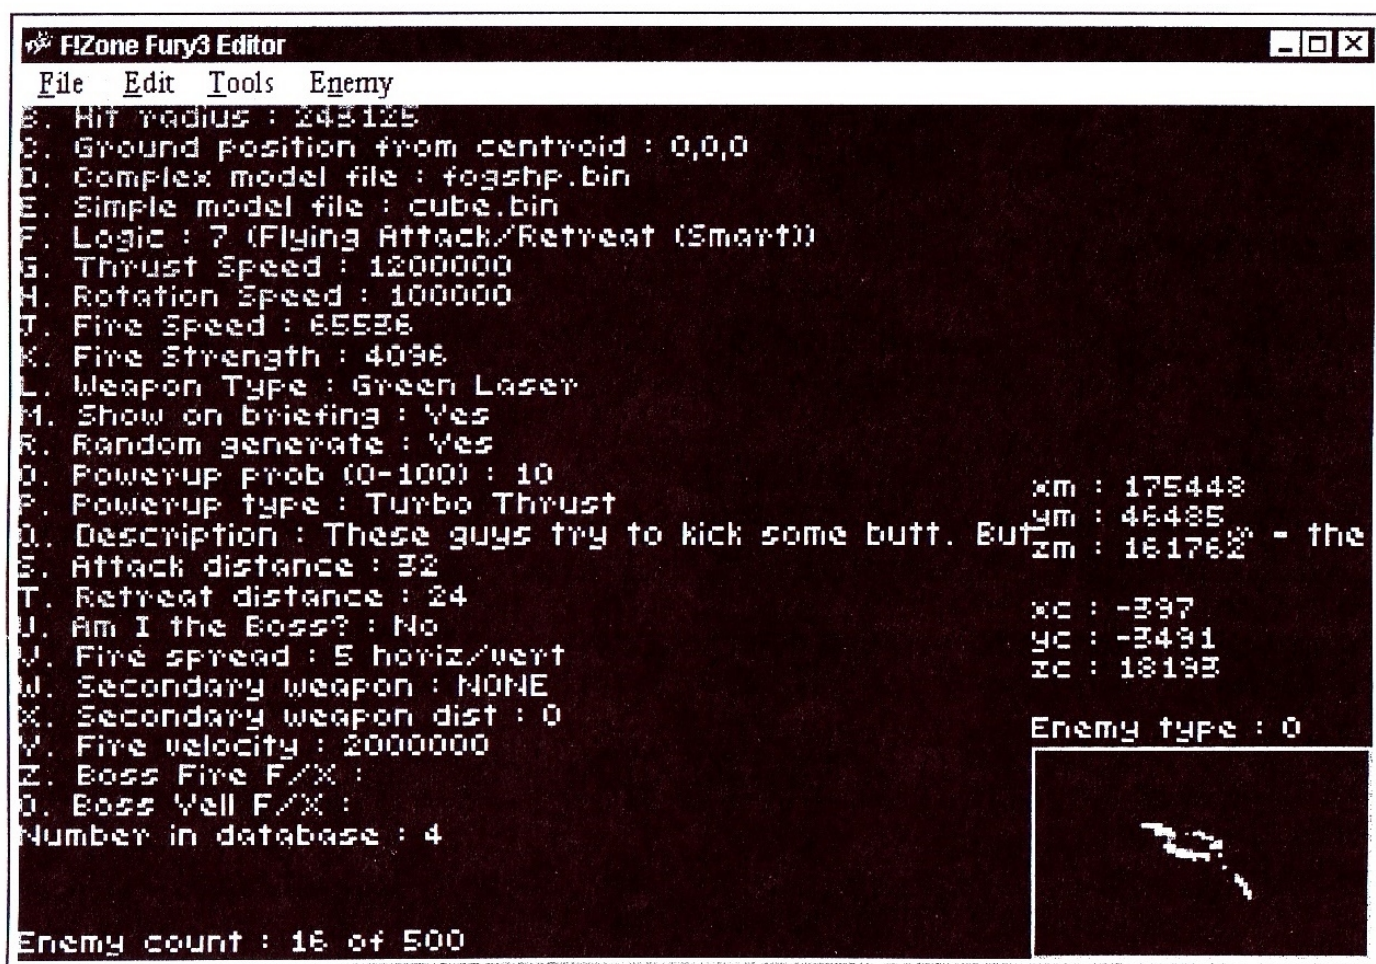 F!Zone Fury3 Editor
File Edit Tools Enemy
B. Hit radius : 243125
C. Ground position from centroid : 0,0,0
D. Complex model file : fogshp.bin
E. Simple model file : cube.bin
F. Logic : 7 (Flying Attack/Retreat (Smart))
G. Thrust Speed : 1200000
H. Rotation Speed : 100000
J. Fire Speed : 65536
K. Fire Strength : 4096
L. Weapon Type : Green Laser
M. Show on briefing : Yes
R. Random generate : Yes
O. Powerup prob (0-100) : 10
P. Powerup type : Turbo Thrust
Q. Description : These guys try to kick some butt. But - the
S. Attack distance : 32
T. Retreat distance : 24
U. Am I the Boss? : No
V. Fire spread : 5 horiz/vert
W. Secondary weapon : NONE
X. Secondary weapon dist : 0
Y. Fire velocity : 2000000
Z. Boss Fire F/X :
0. Boss Yell F/X :
Number in database : 4
Enemy count : 16 of 500
xm : 175448
ym : 46485
zm : 161762
xc : -397
yc : -3491
zc : 18193
Enemy type : 0